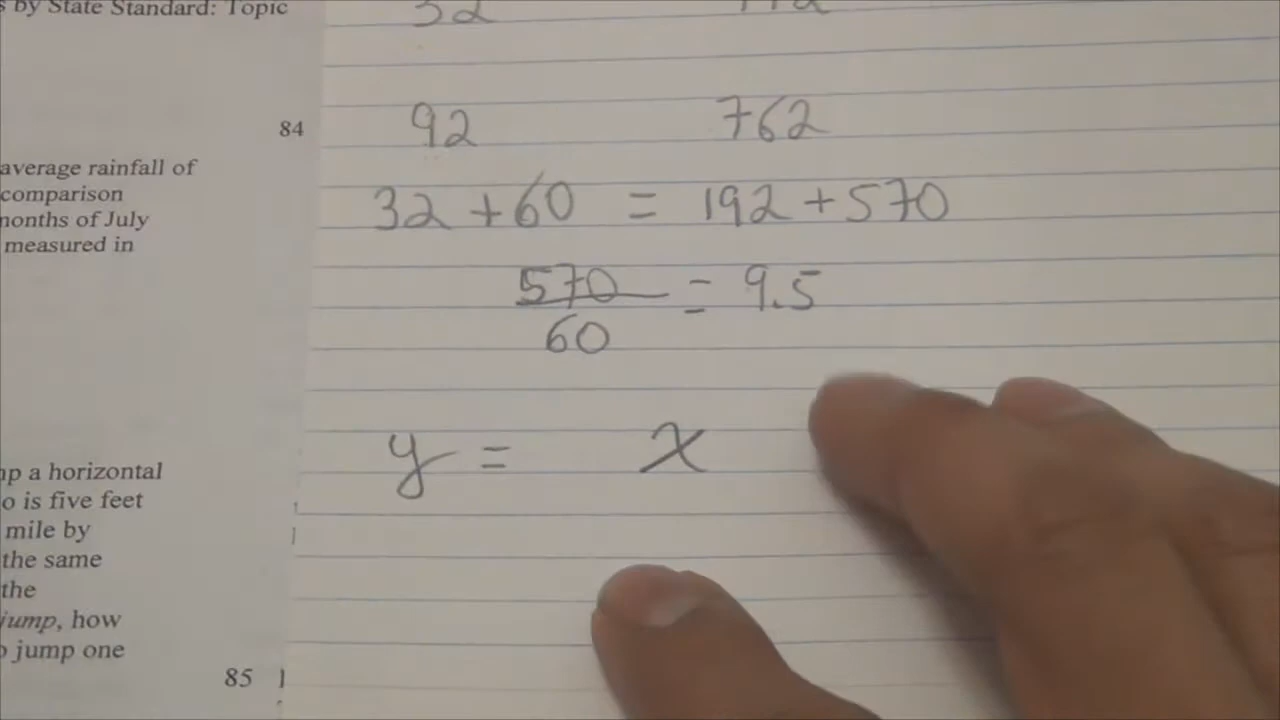 s by State Standard: Topic
32
84
92 762
average rainfall of
comparison
months of July
measured in
32 + 60 = 192 + 570
570 / 60 = 9.5
y = x
mp a horizontal
o is five feet
mile by
the same
the
jump, how
o jump one
85